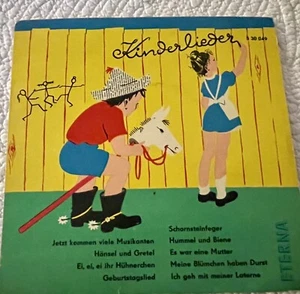 Kinderlieder
5 30 049
Jetzt kommen viele Musikanten
Hänsel und Gretel
Ei, ei, ei ihr Hühnerchen
Geburtstagslied
Schornsteinfeger
Hummel und Biene
Es war eine Mutter
Meine Blümchen haben Durst
Ich geh mit meiner Laterne
ETERNA